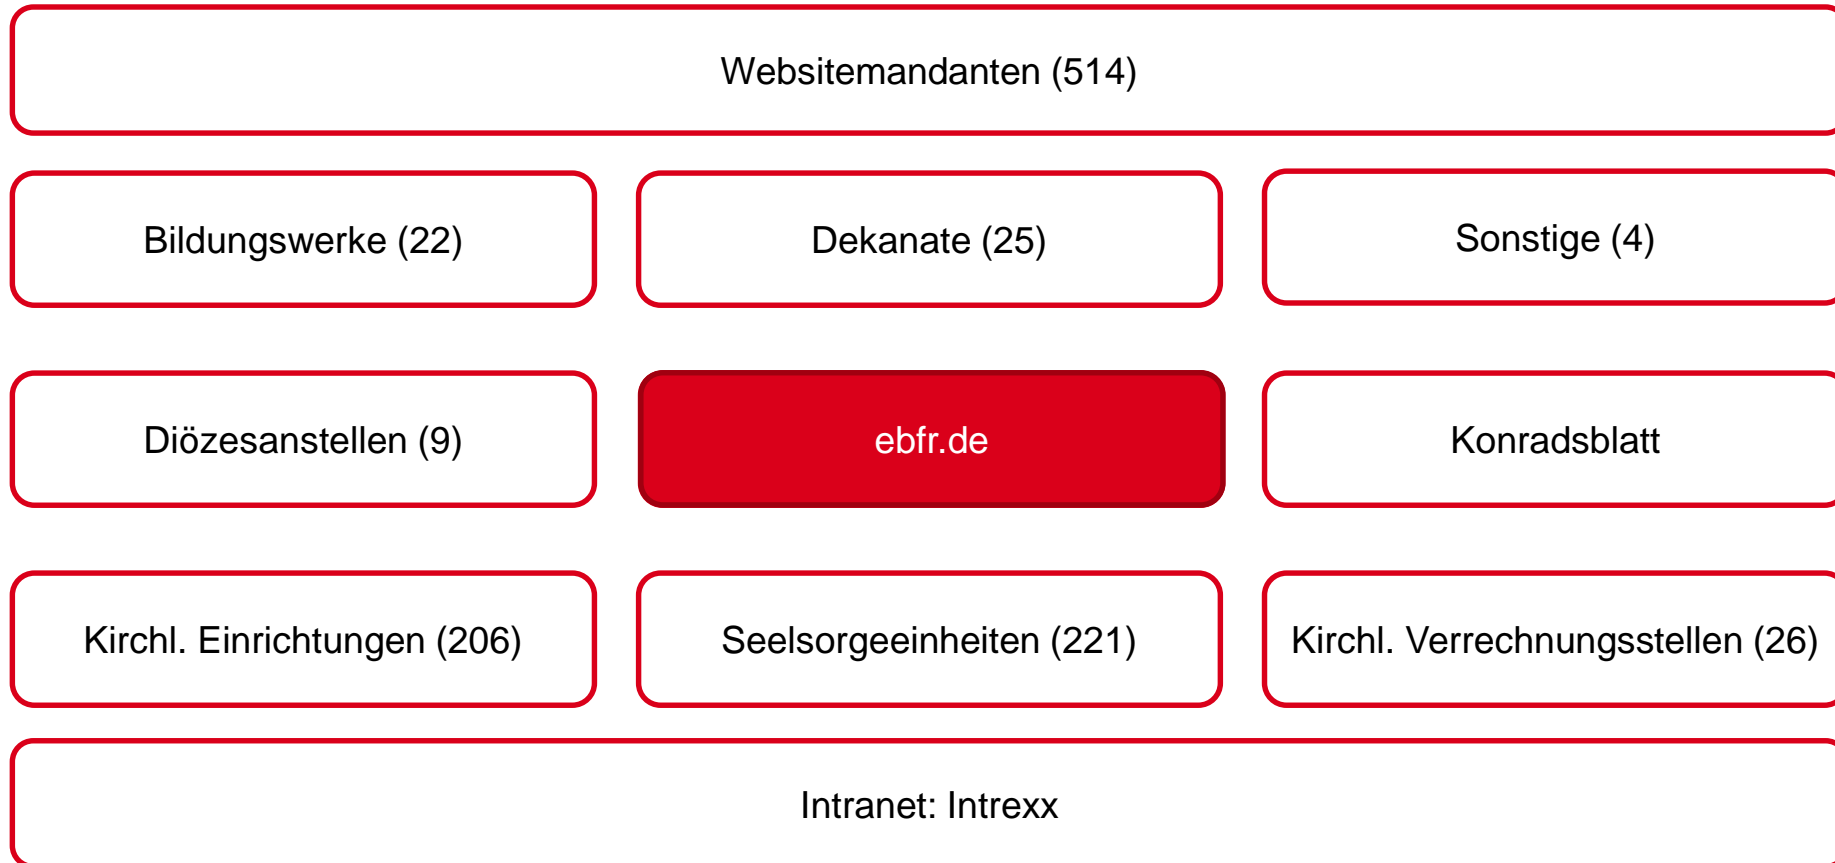 Websitemandanten (514)
Bildungswerke (22)
Dekanate (25)
Sonstige (4)
Diözesanstellen (9)
ebfr.de
Konradsblatt
Kirchl. Einrichtungen (206)
Seelsorgeeinheiten (221)
Kirchl. Verrechnungsstellen (26)
Intranet: Intrexx